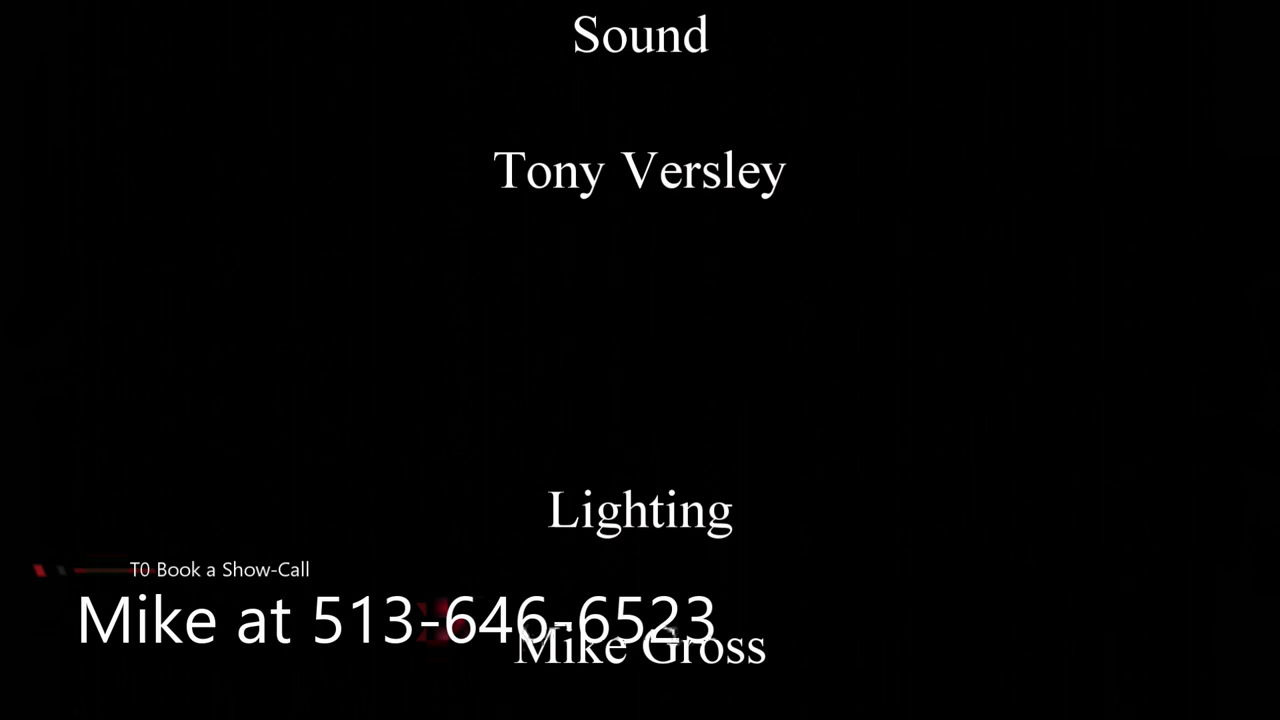 Sound
Tony Versley
Lighting
T0 Book a Show-Call
Mike at 513-646-6523
Mike Gross